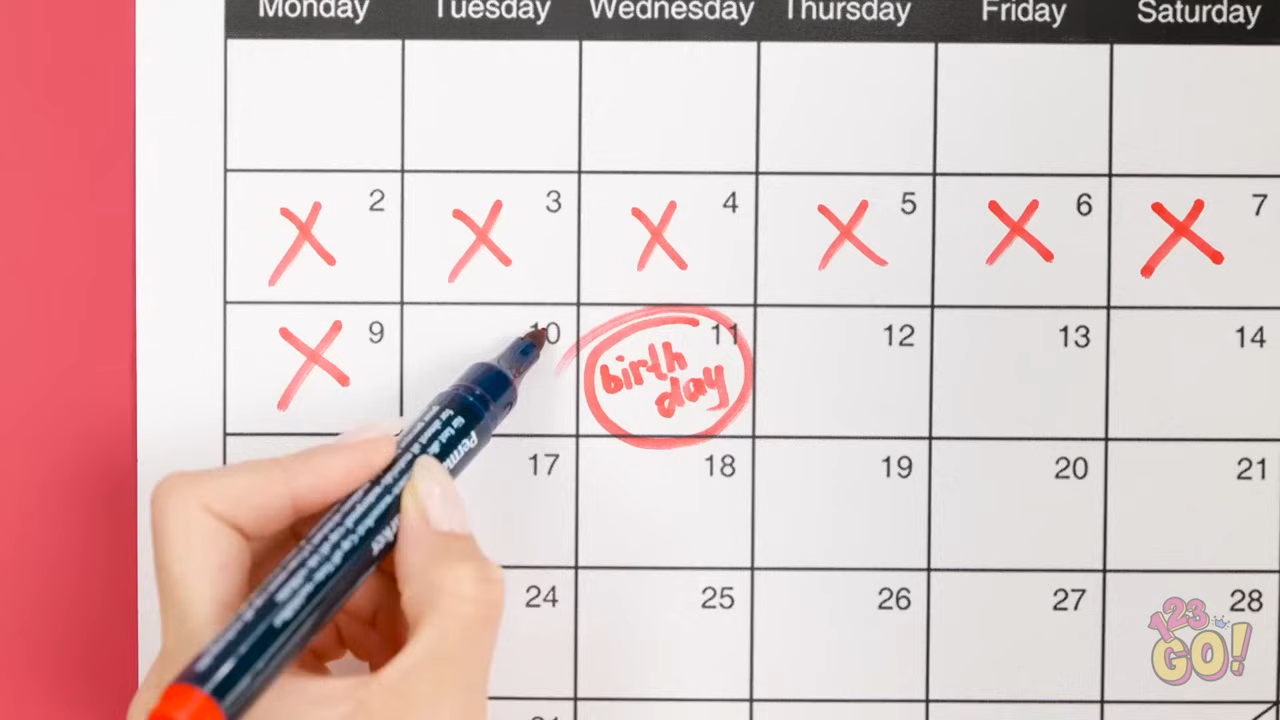 Monday Tuesday Wednesday Thursday Friday Saturday
2 3 4 5 6 7
9 10 11 12 13 14
birth
day
17 18 19 20 21
24 25 26 27 28
123
GO!